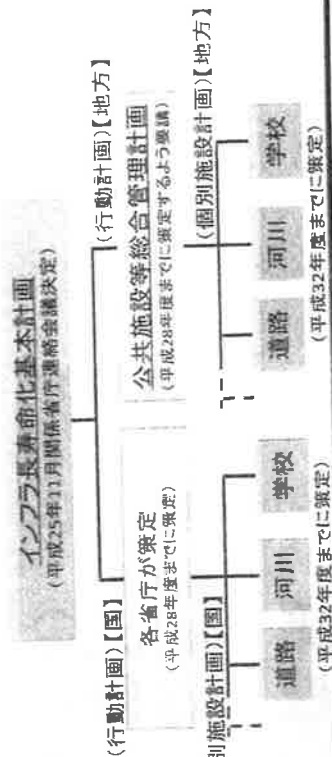 インフラ長寿命化基本計画
(平成25年11月関係省庁連絡会議決定)
(行動計画)【国】
(行動計画)【地方】
各省庁が策定
(平成28年度までに策定)
公共施設等総合管理計画
(平成28年度までに策定するよう要請)
別施設計画)【国】
(個別施設計画)【地方】
道路
河川
学校
道路
河川
学校
(平成32年度までに策定)
(平成32年度までに策定)